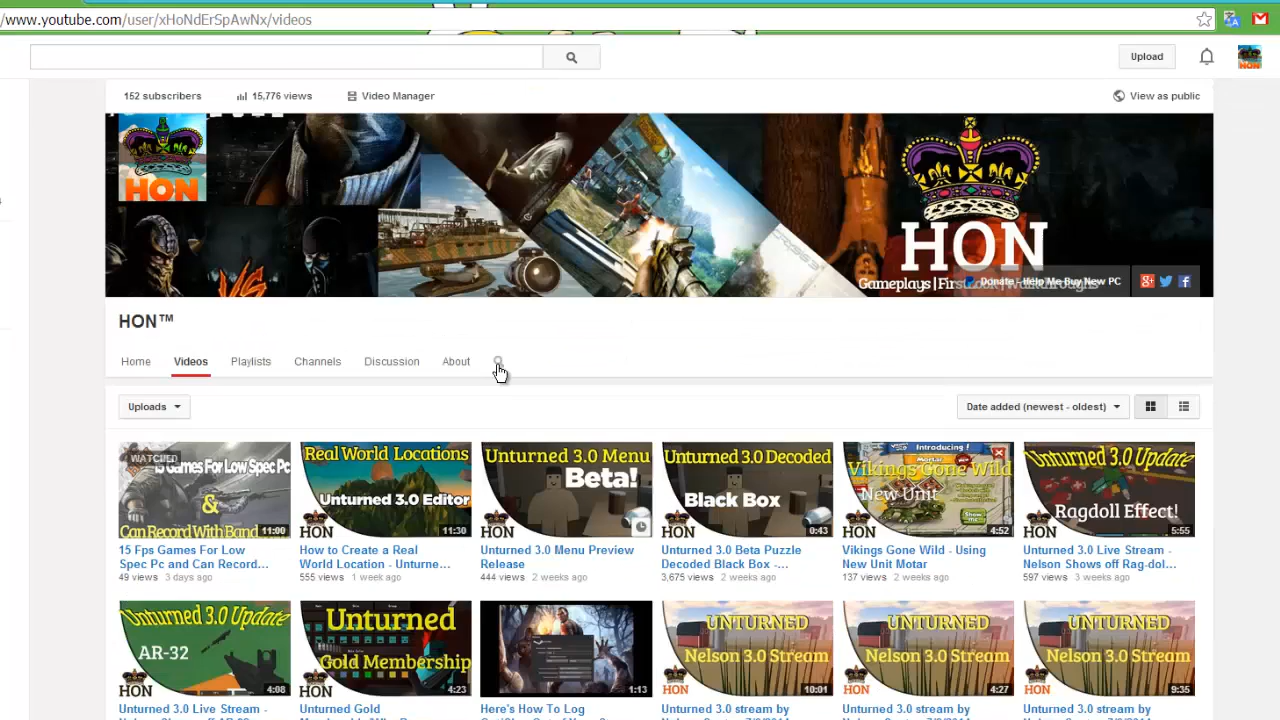 /www.youtube.com/user/xHoNdErSpAwNx/videos
Upload
152 subscribers 15,776 views Video Manager View as public
HON
HON
VS
Donate - Help Me Buy New PC
Gameplays | First
HON™
Home Videos Playlists Channels Discussion About
Uploads Date added (newest - oldest)
WATCHED
15 Games For Low Spec Pc
&
Can Record With Band
11:00
Real World Locations
Unturned 3.0 Editor
HON
11:30
Unturned 3.0 Menu
Beta!
HON
Unturned 3.0 Decoded
Black Box
HON
0:43
Introducing !
Mortar
Vikings Gone Wild
New Unit
HON
4:52
Unturned 3.0 Update
Ragdoll Effect!
HON
5:55
15 Fps Games For Low
Spec Pc and Can Record...
49 views 3 days ago
How to Create a Real
World Location - Unturne...
555 views 1 week ago
Unturned 3.0 Menu Preview
Release
444 views 2 weeks ago
Unturned 3.0 Beta Puzzle
Decoded Black Box -...
3,675 views 2 weeks ago
Vikings Gone Wild - Using
New Unit Motar
137 views 2 weeks ago
Unturned 3.0 Live Stream -
Nelson Shows off Rag-dol...
597 views 3 weeks ago
Unturned 3.0 Update
AR-32
HON
4:08
Unturned
Gold Membership
HON
4:23
1:13
UNTURNED
Nelson 3.0 Stream
HON
10:01
UNTURNED
Nelson 3.0 Stream
HON
4:27
UNTURNED
Nelson 3.0 Stream
HON
9:35
Unturned 3.0 Live Stream -
Unturned Gold
Here's How To Log
Unturned 3.0 stream by
Unturned 3.0 stream by
Unturned 3.0 stream by